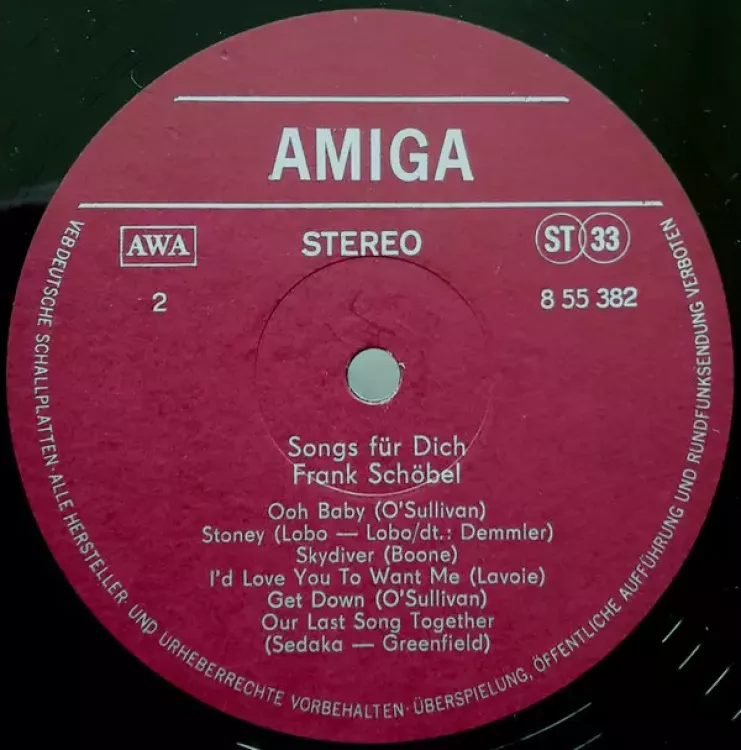 AMIGA
AWA
STEREO
ST 33
2
8 55 382
Songs für Dich
Frank Schöbel
Ooh Baby (O'Sullivan)
Stoney (Lobo — Lobo/dt.: Demmler)
Skydiver (Boone)
I'd Love You To Want Me (Lavoie)
Get Down (O'Sullivan)
Our Last Song Together
(Sedaka — Greenfield)
VEB DEUTSCHE SCHALLPLATTEN · ALLE HERSTELLER- UND URHEBERRECHTE VORBEHALTEN · ÜBERSPIELUNG, ÖFFENTLICHE AUFFÜHRUNG UND RUNDFUNKSENDUNG VERBOTEN